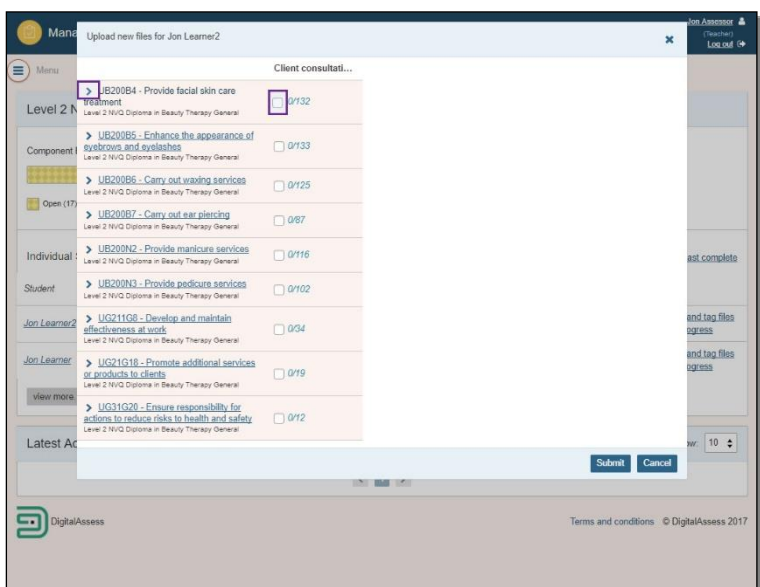 Mana
Jon Assessor
(Teacher)
Log out
Menu
Upload new files for Jon Learner2
Client consultati...
UB200B4 - Provide facial skin care
treatment
Level 2 NVQ Diploma in Beauty Therapy General
0/132
UB200B5 - Enhance the appearance of
eyebrows and eyelashes
Level 2 NVQ Diploma in Beauty Therapy General
0/133
UB200B6 - Carry out waxing services
Level 2 NVQ Diploma in Beauty Therapy General
0/125
UB200B7 - Carry out ear piercing
Level 2 NVQ Diploma in Beauty Therapy General
0/87
UB200N2 - Provide manicure services
Level 2 NVQ Diploma in Beauty Therapy General
0/116
UB200N3 - Provide pedicure services
Level 2 NVQ Diploma in Beauty Therapy General
0/102
UG211G8 - Develop and maintain
effectiveness at work
Level 2 NVQ Diploma in Beauty Therapy General
0/34
UG21G18 - Promote additional services
or products to clients
Level 2 NVQ Diploma in Beauty Therapy General
0/19
UG31G20 - Ensure responsibility for
actions to reduce risks to health and safety
Level 2 NVQ Diploma in Beauty Therapy General
0/12
Submit Cancel
Level 2 N
Component
Open (17)
Individual
ast complete
Student
Jon Learner2
and tag files
ogress
Jon Learner
and tag files
ogress
view more
Latest Ac
ow: 10
DigitalAssess
Terms and conditions © DigitalAssess 2017